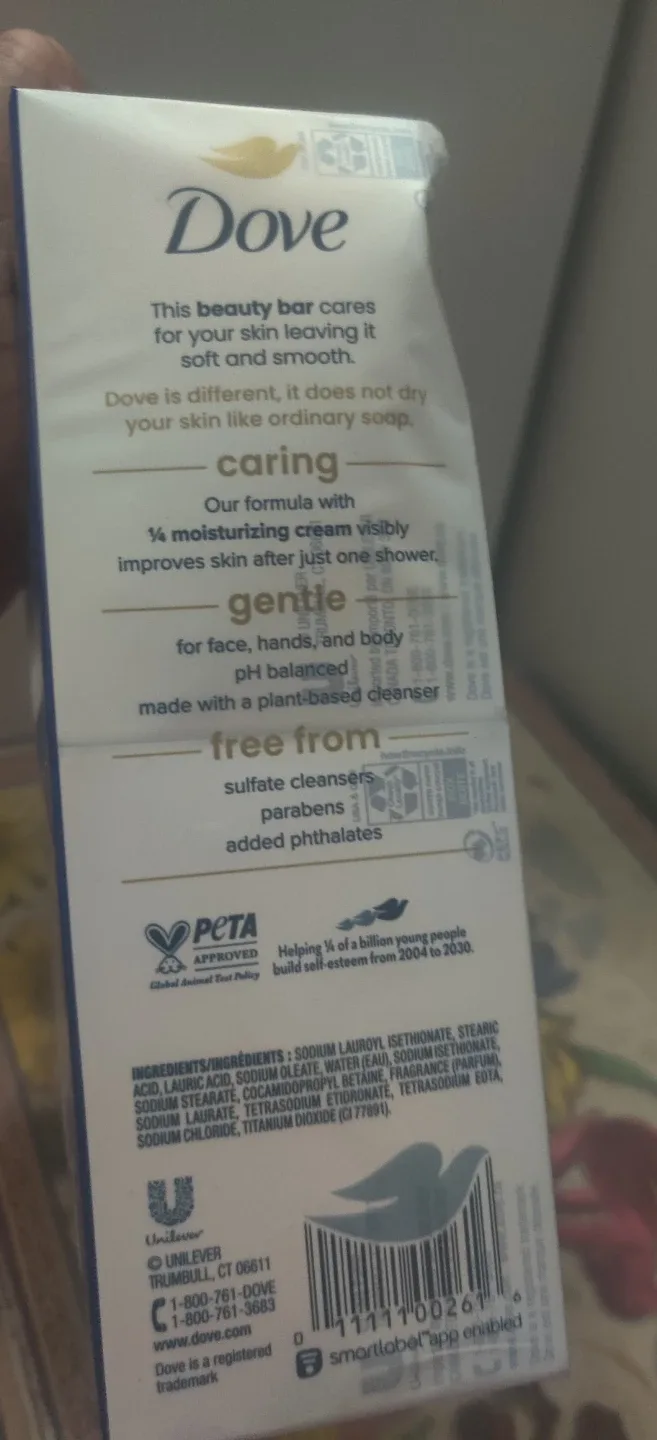 Dove
This beauty bar cares
for your skin leaving it
soft and smooth.
Dove is different, it does not dry
your skin like ordinary soap.
caring
Our formula with
¼ moisturizing cream visibly
improves skin after just one shower.
gentle
for face, hands, and body
pH balanced
made with a plant-based cleanser
free from
sulfate cleansers
parabens
added phthalates
PETA
APPROVED
Global Animal Test Policy
Helping ¼ of a billion young people
build self-esteem from 2004 to 2030.
INGREDIENTS/INGRÉDIENTS : SODIUM LAUROYL ISETHIONATE, STEARIC
ACID, LAURIC ACID, SODIUM OLEATE, WATER (EAU), SODIUM ISETHIONATE,
SODIUM STEARATE, COCAMIDOPROPYL BETAINE, FRAGRANCE (PARFUM),
SODIUM LAURATE, TETRASODIUM ETIDRONATE, TETRASODIUM EDTA,
SODIUM CHLORIDE, TITANIUM DIOXIDE (CI 77891).
Unilever
© UNILEVER
TRUMBULL, CT 06611
1-800-761-DOVE
1-800-761-3683
www.dove.com
Dove is a registered
trademark
0 11111 00261 6
smartlabel™ app enabled